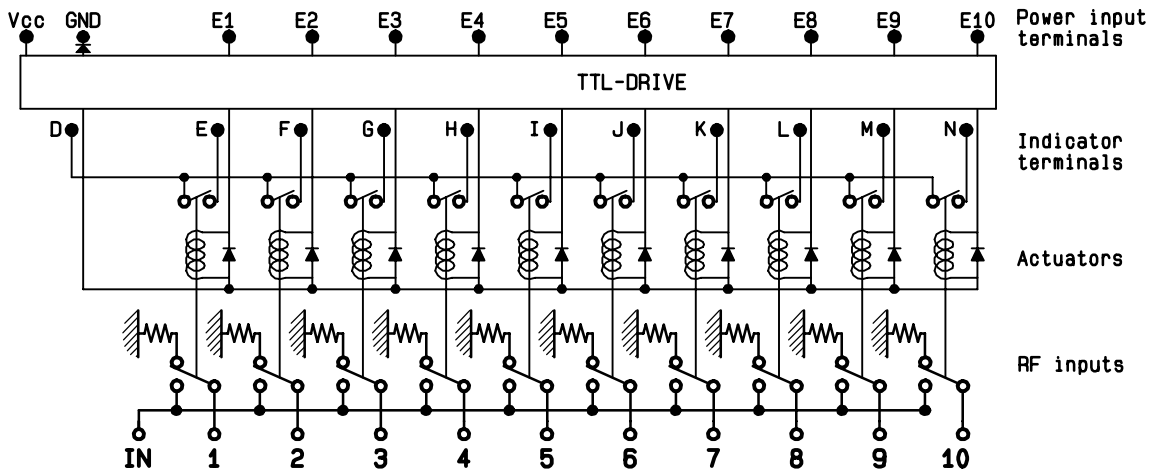 Vcc GND E1 E2 E3 E4 E5 E6 E7 E8 E9 E10 Power input
terminals
TTL-DRIVE
D E F G H I J K L M N Indicator
terminals
Actuators
RF inputs
IN 1 2 3 4 5 6 7 8 9 10